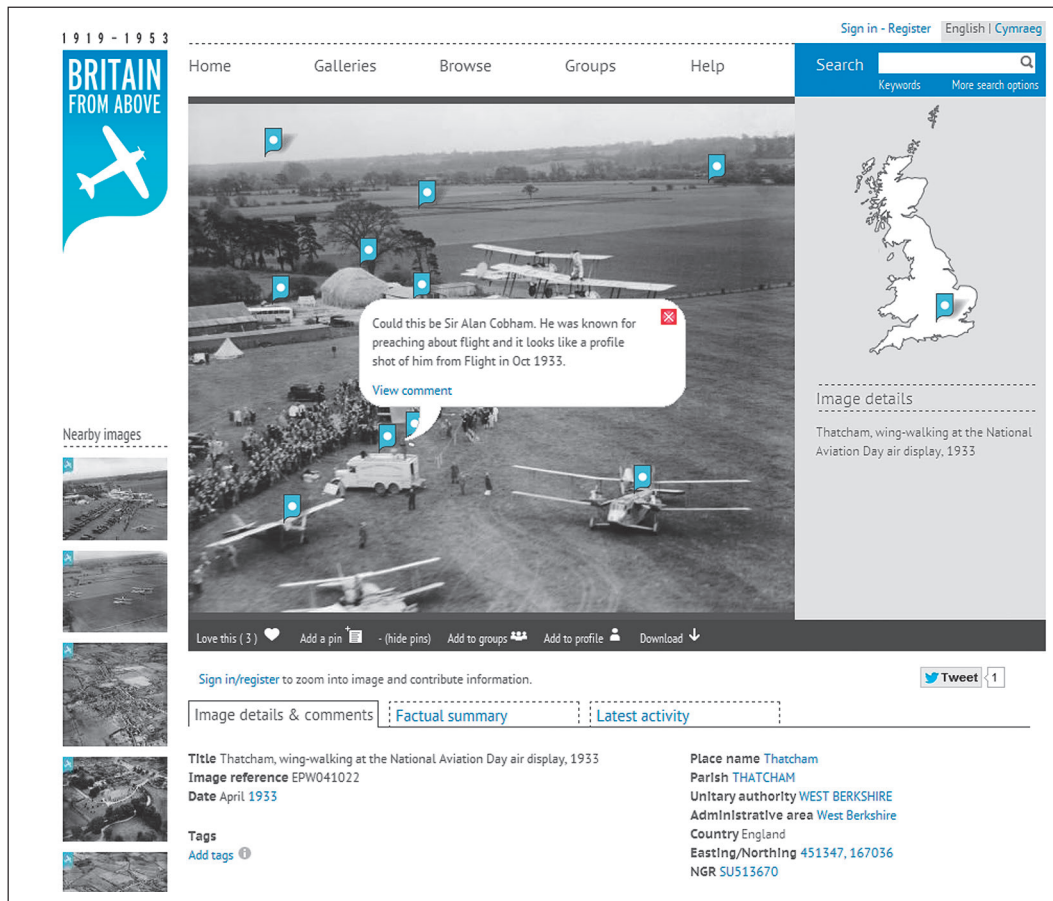 Sign in - Register English | Cymraeg
1919-1953
BRITAIN
FROM ABOVE
Home Galleries Browse Groups Help
Search
Keywords More search options
Could this be Sir Alan Cobham. He was known for
preaching about flight and it looks like a profile
shot of him from Flight in Oct 1933.
View comment
Image details
Thatcham, wing-walking at the National
Aviation Day air display, 1933
Nearby images
Love this ( 3 ) Add a pin - (hide pins) Add to groups Add to profile Download
Sign in/register to zoom into image and contribute information.
Tweet 1
Image details & comments Factual summary Latest activity
Title Thatcham, wing-walking at the National Aviation Day air display, 1933
Image reference EPW041022
Date April 1933
Tags
Add tags
Place name Thatcham
Parish THATCHAM
Unitary authority WEST BERKSHIRE
Administrative area West Berkshire
Country England
Easting/Northing 451347, 167036
NGR SU513670